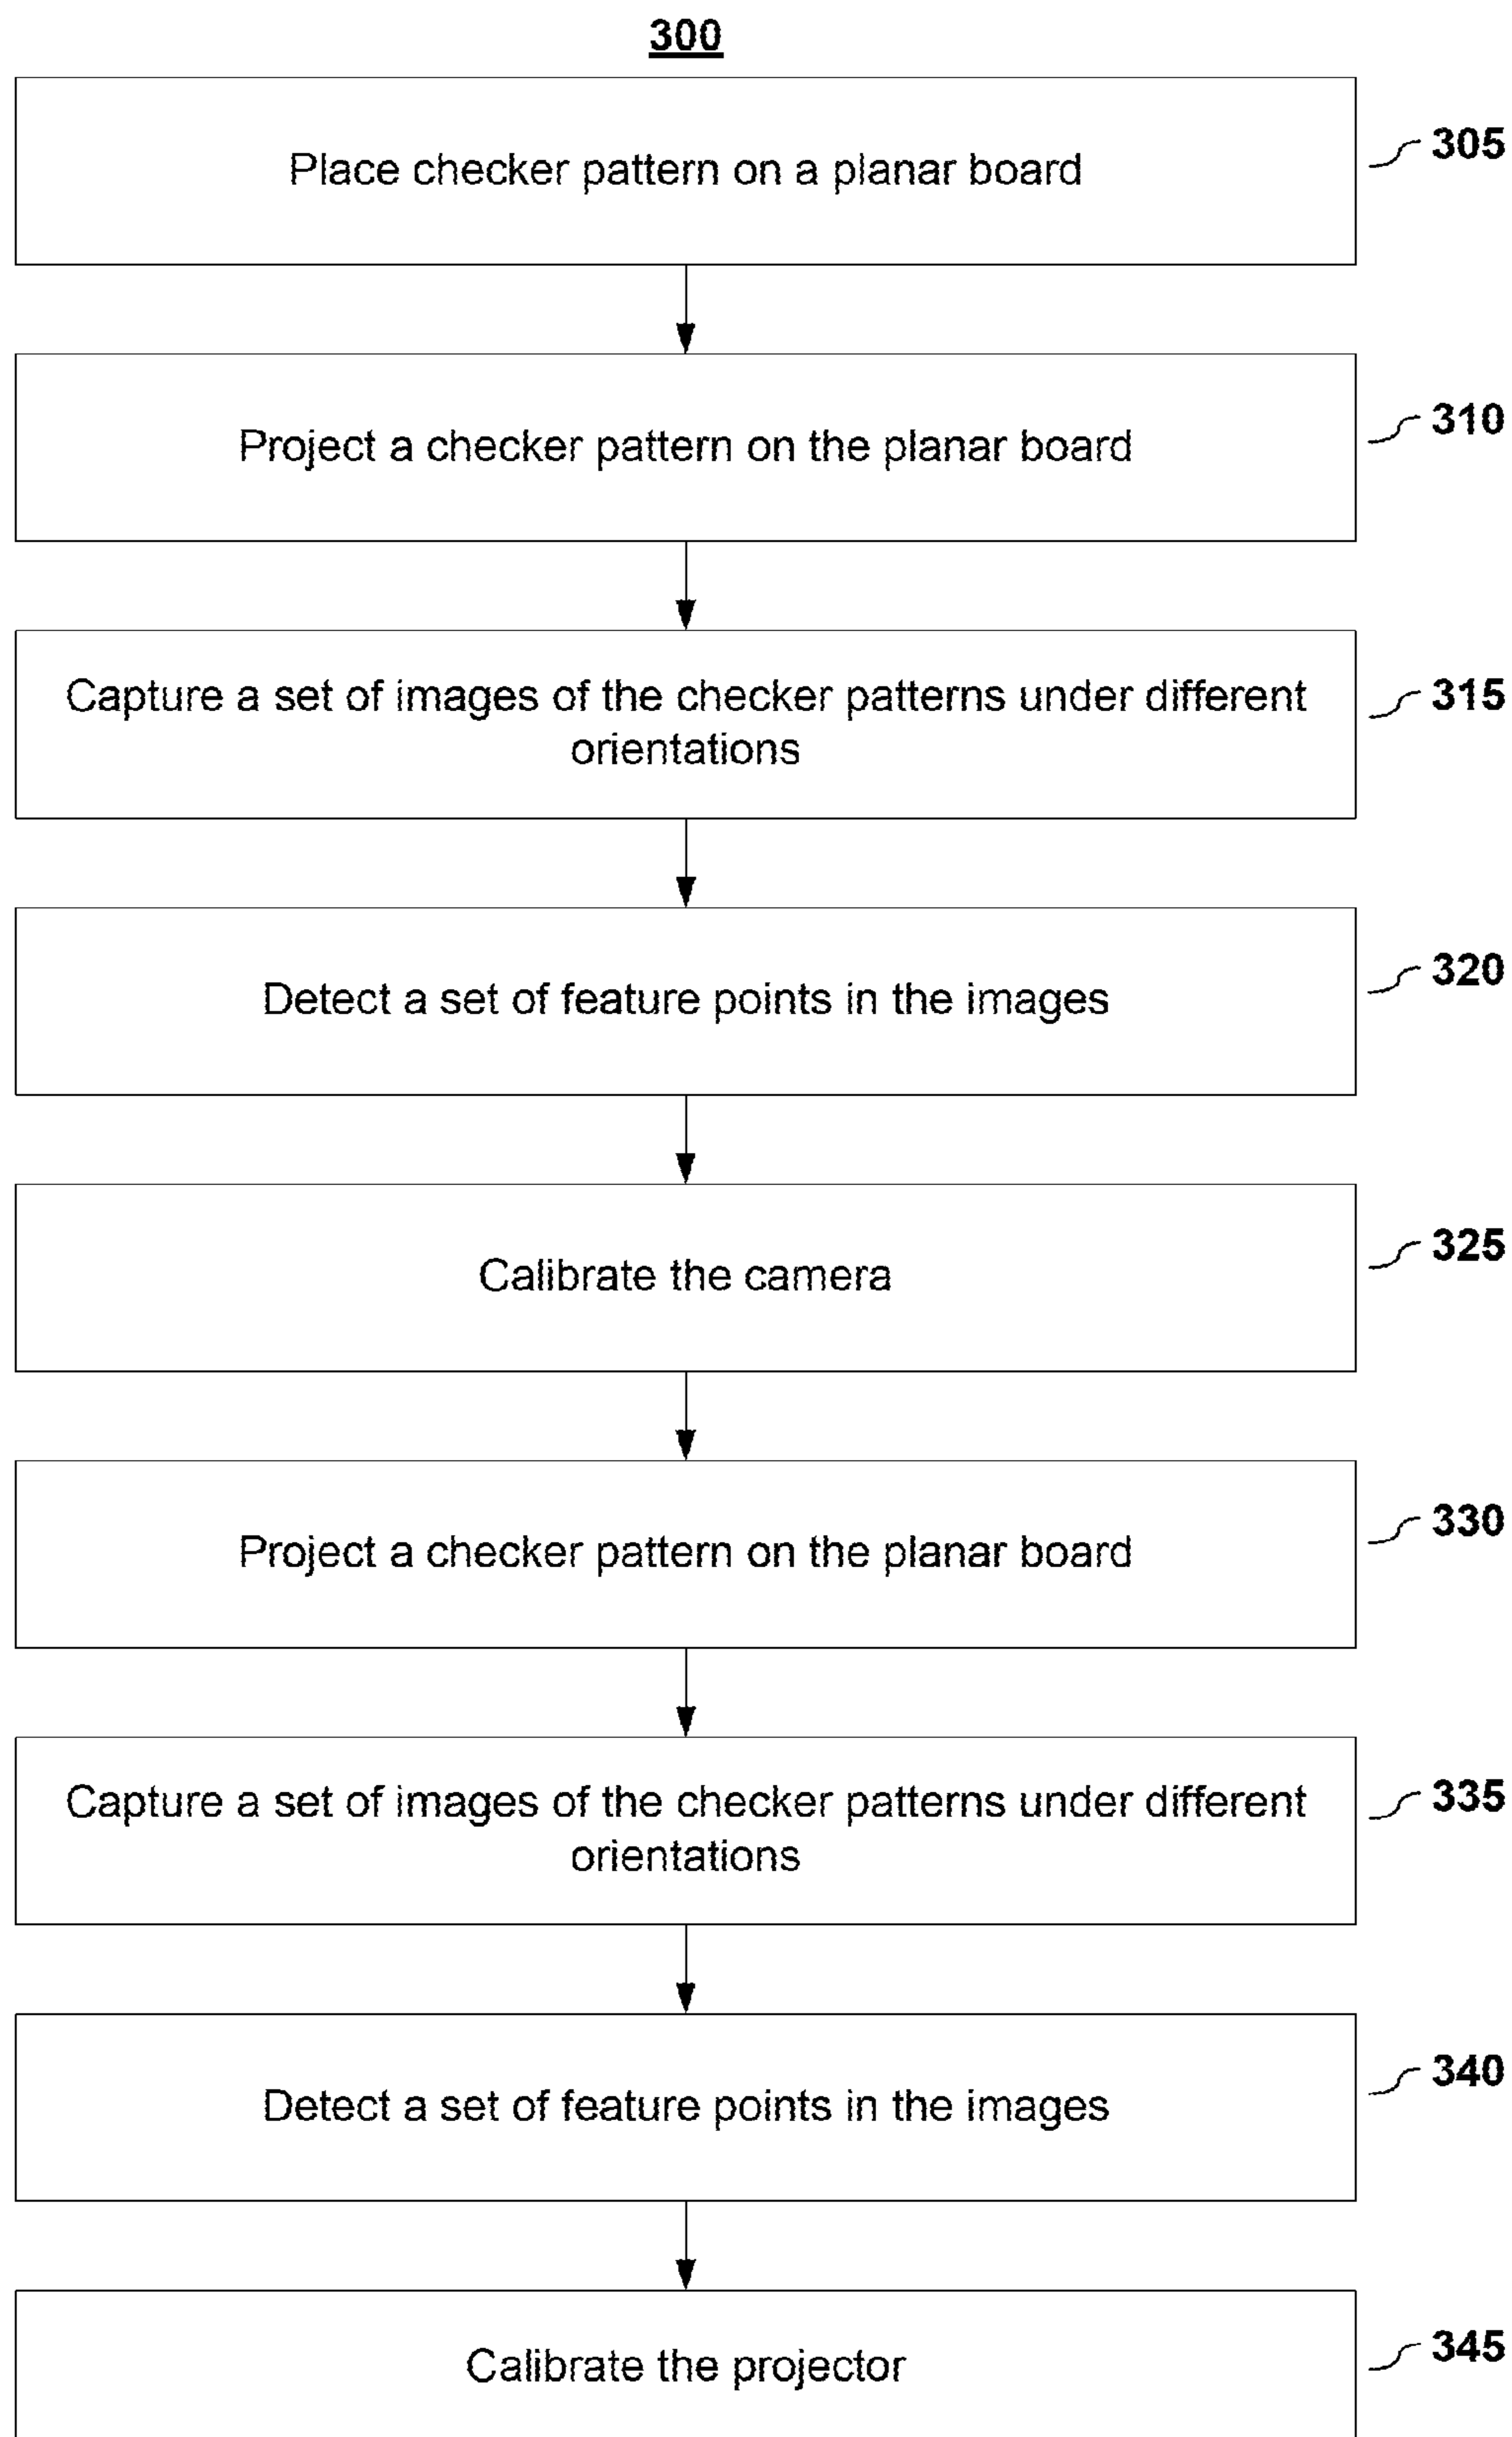 300
Place checker pattern on a planar board
305
Project a checker pattern on the planar board
310
Capture a set of images of the checker patterns under different
orientations
315
Detect a set of feature points in the images
320
Calibrate the camera
325
Project a checker pattern on the planar board
330
Capture a set of images of the checker patterns under different
orientations
335
Detect a set of feature points in the images
340
Calibrate the projector
345